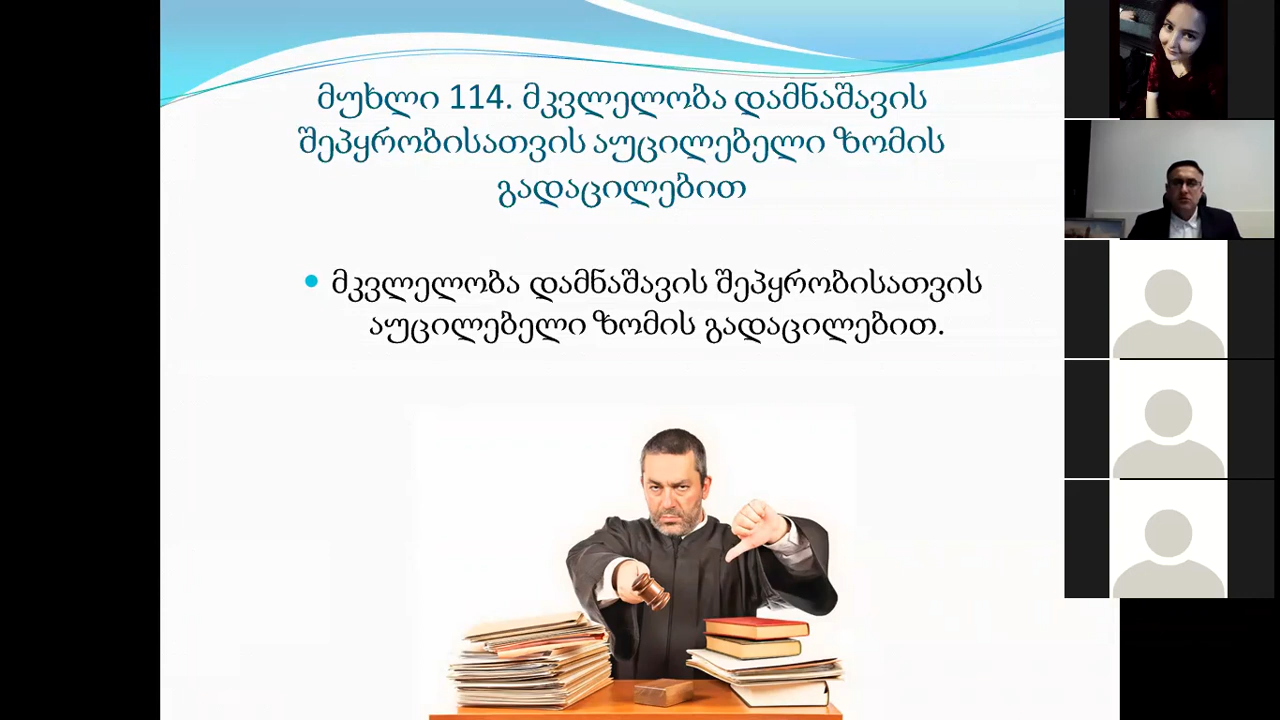 მუხლი 114. მკვლელობა დამნაშავის
შეპყრობისათვის აუცილებელი ზომის
გადაცილებით
• მკვლელობა დამნაშავის შეპყრობისათვის
აუცილებელი ზომის გადაცილებით.